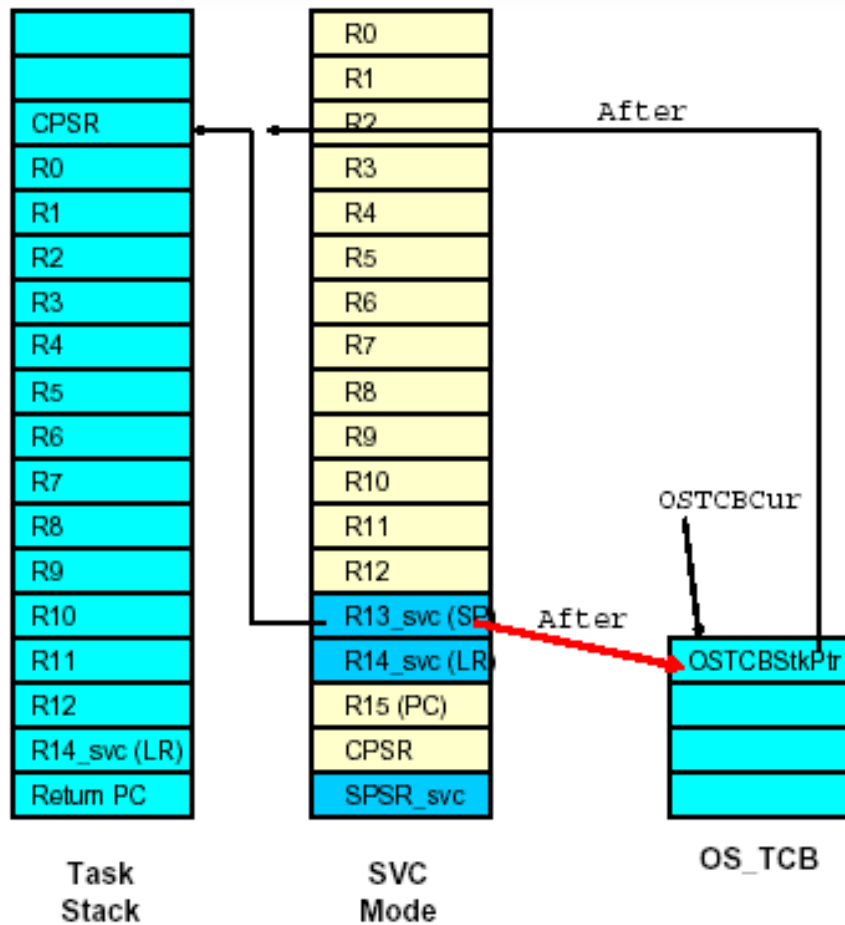 CPSR
R0
R1
R2
R3
R4
R5
R6
R7
R8
R9
R10
R11
R12
R14_svc (LR)
Return PC
Task
Stack
R0
R1
R2
R3
R4
R5
R6
R7
R8
R9
R10
R11
R12
R13_svc (SP)
R14_svc (LR)
R15 (PC)
CPSR
SPSR_svc
SVC
Mode
After
After
OSTCBCur
OSTCBStkPtr
OS_TCB